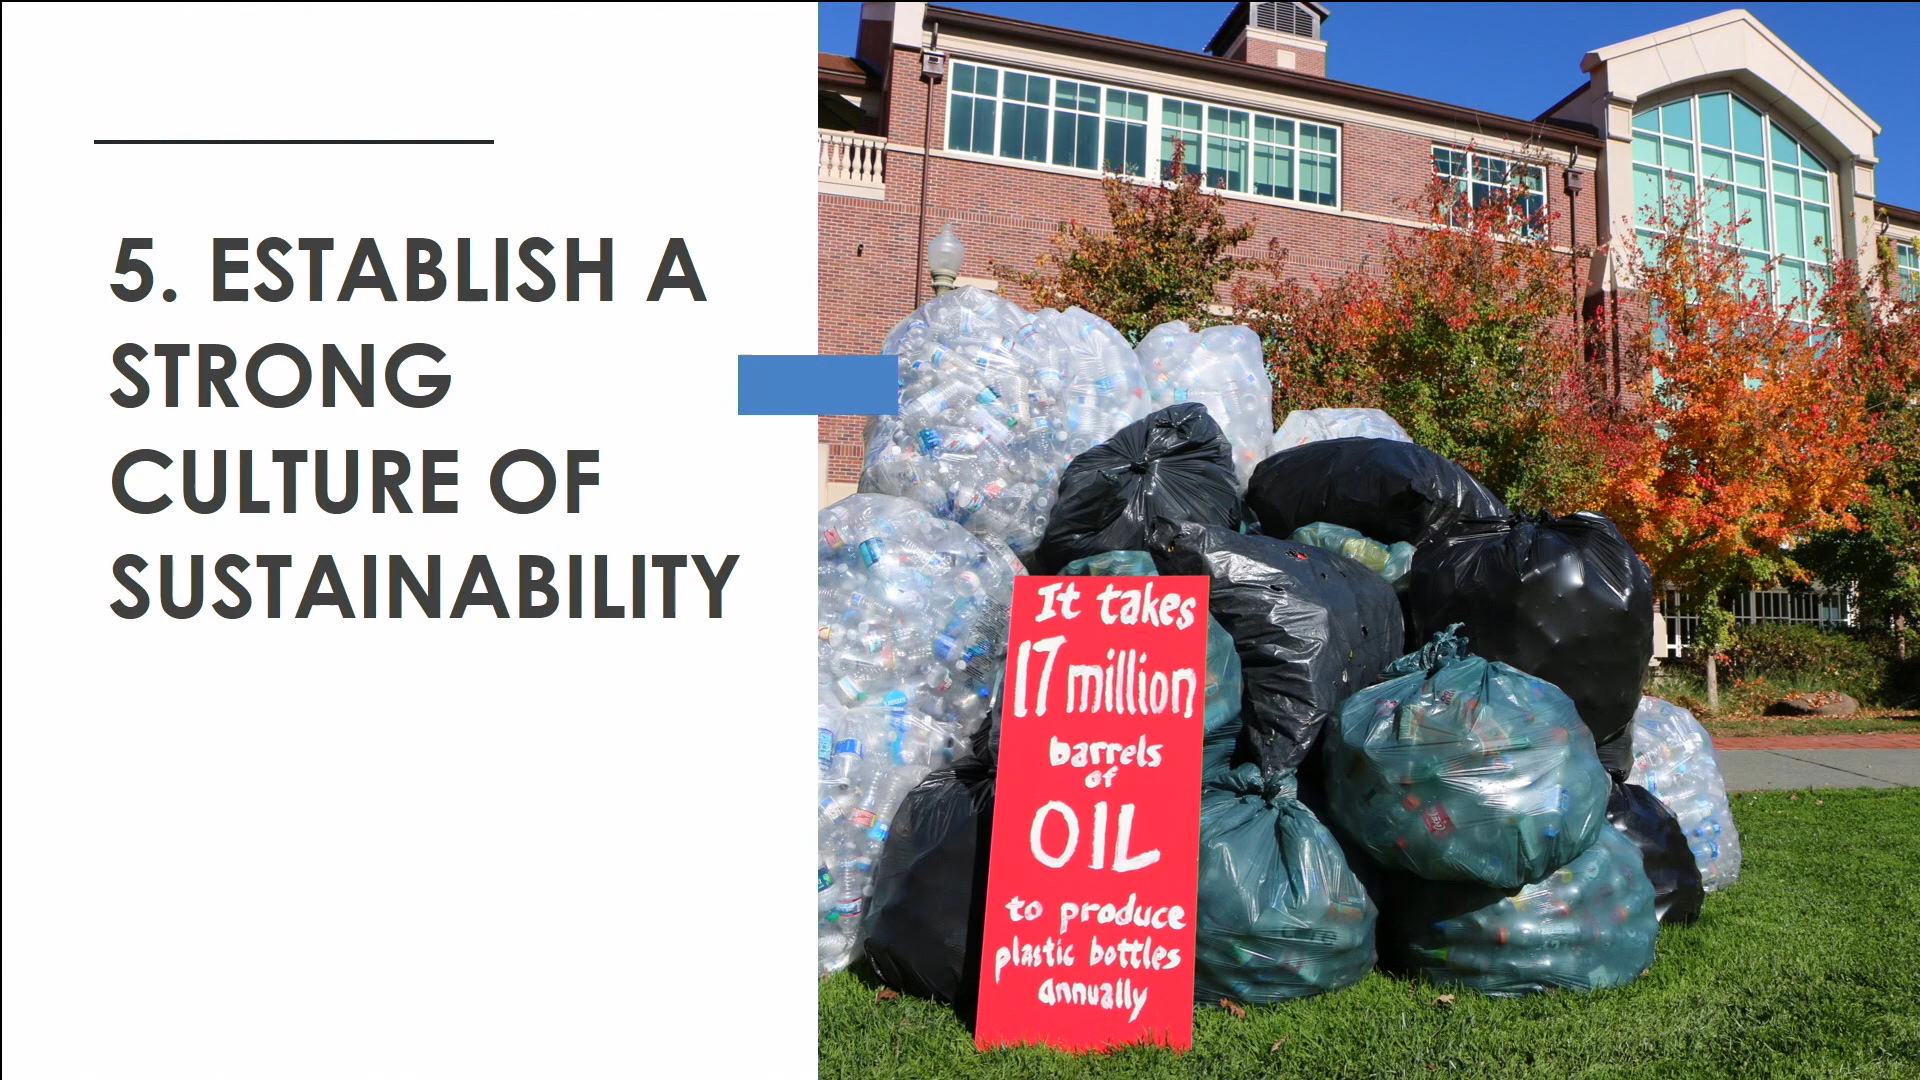 5. ESTABLISH A
STRONG
CULTURE OF
SUSTAINABILITY
It takes
17 million
barrels
of
OIL
to produce
plastic bottles
annually